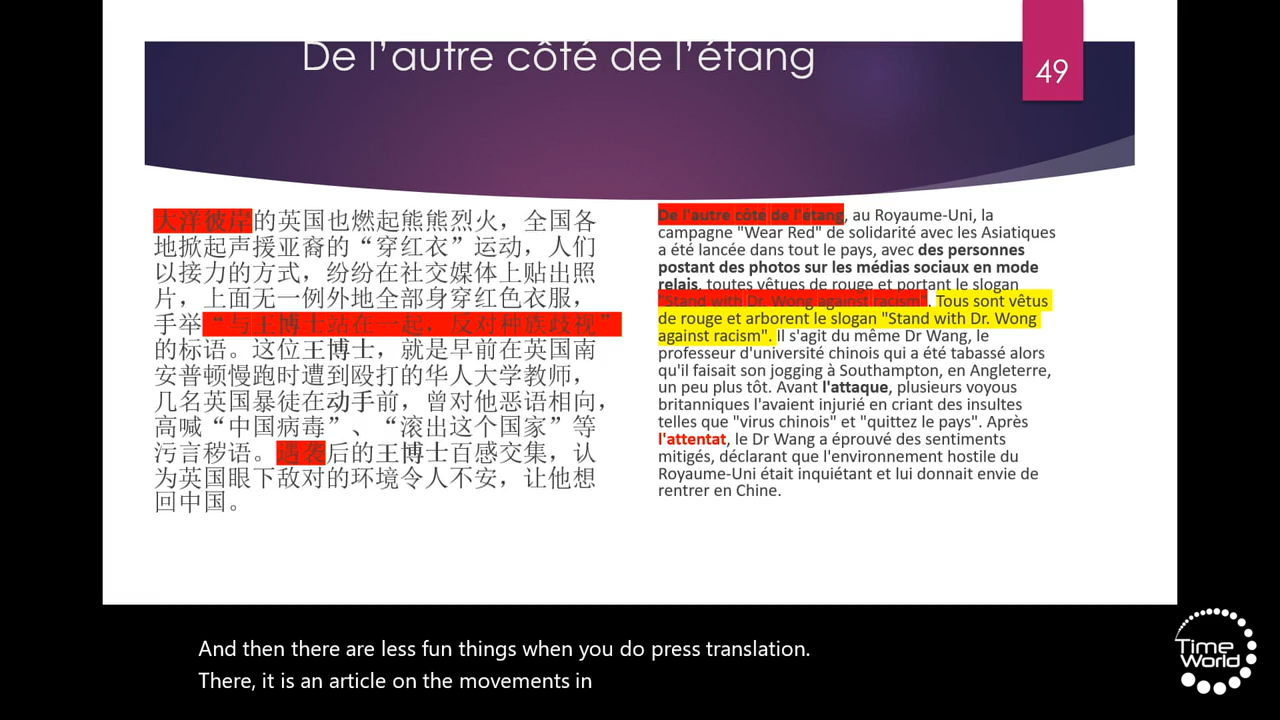 De l'autre côté de l'étang
49
大洋彼岸的英国也燃起熊熊烈火，全国各
地掀起声援亚裔的“穿红衣”运动，人们
以接力的方式，纷纷在社交媒体上贴出照
片，上面无一例外地全部身穿红色衣服，
手举“与王博士站在一起，反对种族歧视”
的标语。这位王博士，就是早前在英国南
安普顿慢跑时遭到殴打的华人大学教师，
几名英国暴徒在动手前，曾对他恶语相向，
高喊“中国病毒”、“滚出这个国家”等
污言秽语。遇袭后的王博士百感交集，认
为英国眼下敌对的环境令人不安，让他想
回中国。
De l'autre côté de l'étang, au Royaume-Uni, la
campagne "Wear Red" de solidarité avec les Asiatiques
a été lancée dans tout le pays, avec des personnes
postant des photos sur les médias sociaux en mode
relais, toutes vêtues de rouge et portant le slogan
"Stand with Dr. Wong against racism". Tous sont vêtus
de rouge et arborent le slogan "Stand with Dr. Wong
against racism". Il s'agit du même Dr Wang, le
professeur d'université chinois qui a été tabassé alors
qu'il faisait son jogging à Southampton, en Angleterre,
un peu plus tôt. Avant l'attaque, plusieurs voyous
britanniques l'avaient injurié en criant des insultes
telles que "virus chinois" et "quittez le pays". Après
l'attentat, le Dr Wang a éprouvé des sentiments
mitigés, déclarant que l'environnement hostile du
Royaume-Uni était inquiétant et lui donnait envie de
rentrer en Chine.
And then there are less fun things when you do press translation.
There, it is an article on the movements in
Time
World